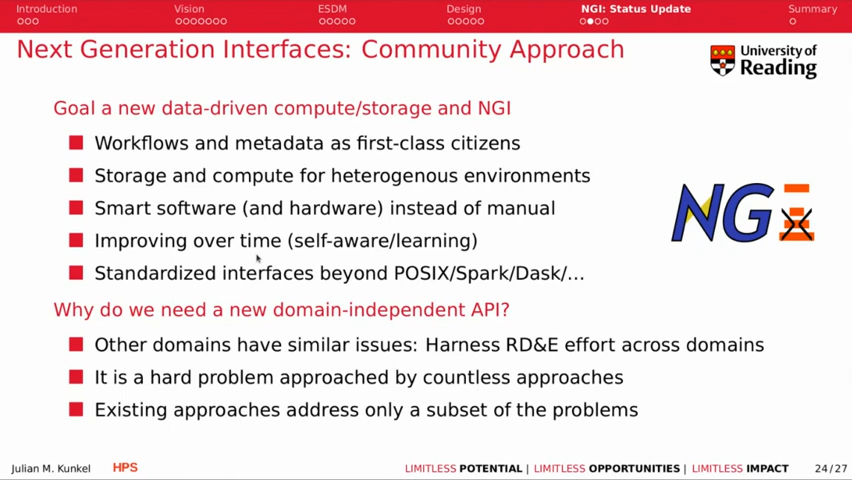 Introduction
Vision
ESDM
Design
NGI: Status Update
Summary
Next Generation Interfaces: Community Approach
University of
Reading
Goal a new data-driven compute/storage and NGI
Workflows and metadata as first-class citizens
Storage and compute for heterogenous environments
Smart software (and hardware) instead of manual
Improving over time (self-aware/learning)
Standardized interfaces beyond POSIX/Spark/Dask/...
NGI
Why do we need a new domain-independent API?
Other domains have similar issues: Harness RD&E effort across domains
It is a hard problem approached by countless approaches
Existing approaches address only a subset of the problems
Julian M. Kunkel
HPS
LIMITLESS POTENTIAL | LIMITLESS OPPORTUNITIES | LIMITLESS IMPACT
24/27